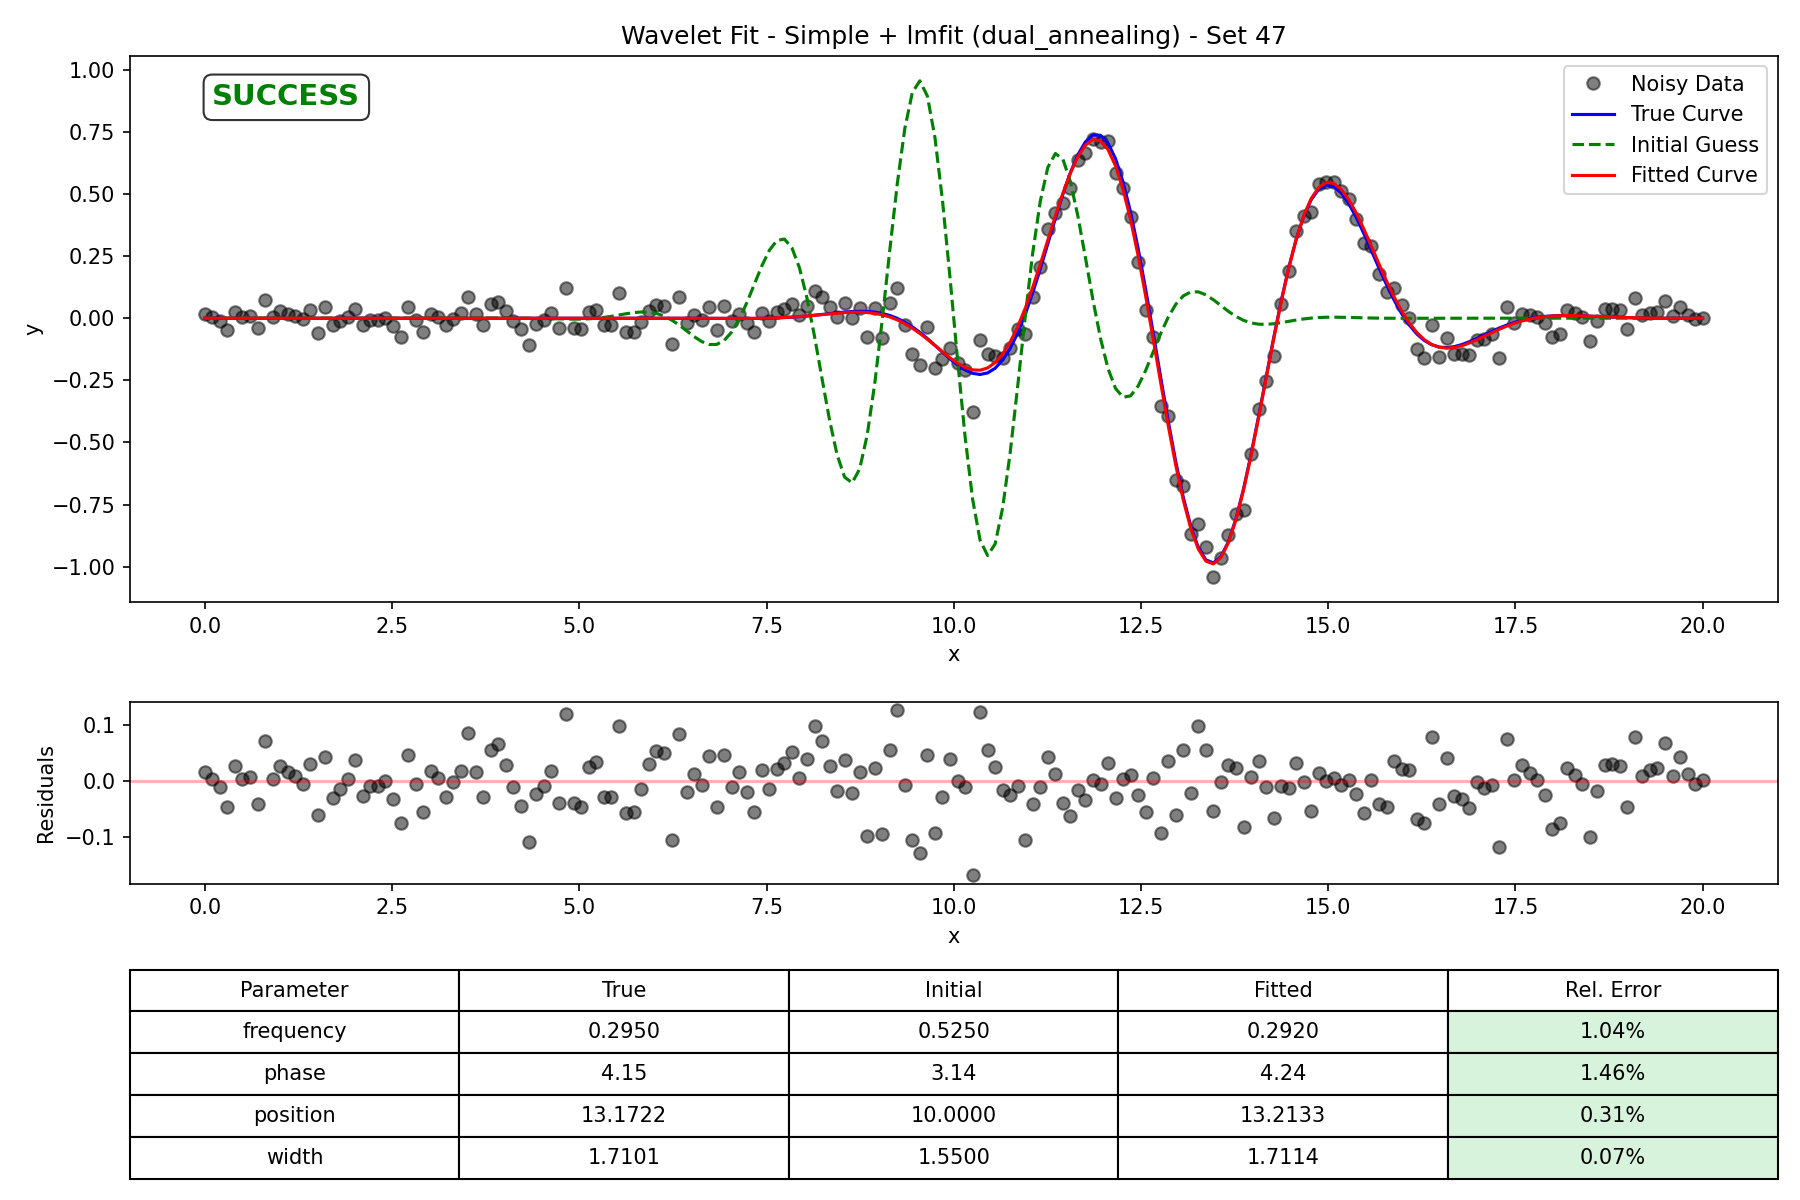 Wavelet Fit - Simple + lmfit (dual_annealing) - Set 47
SUCCESS
Noisy Data
True Curve
Initial Guess
Fitted Curve
1.00
0.75
0.50
0.25
0.00
−0.25
−0.50
−0.75
−1.00
y
0.0 2.5 5.0 7.5 10.0 12.5 15.0 17.5 20.0
x
0.1
0.0
−0.1
Residuals
0.0 2.5 5.0 7.5 10.0 12.5 15.0 17.5 20.0
x
Parameter True Initial Fitted Rel. Error
frequency 0.2950 0.5250 0.2920 1.04%
phase 4.15 3.14 4.24 1.46%
position 13.1722 10.0000 13.2133 0.31%
width 1.7101 1.5500 1.7114 0.07%